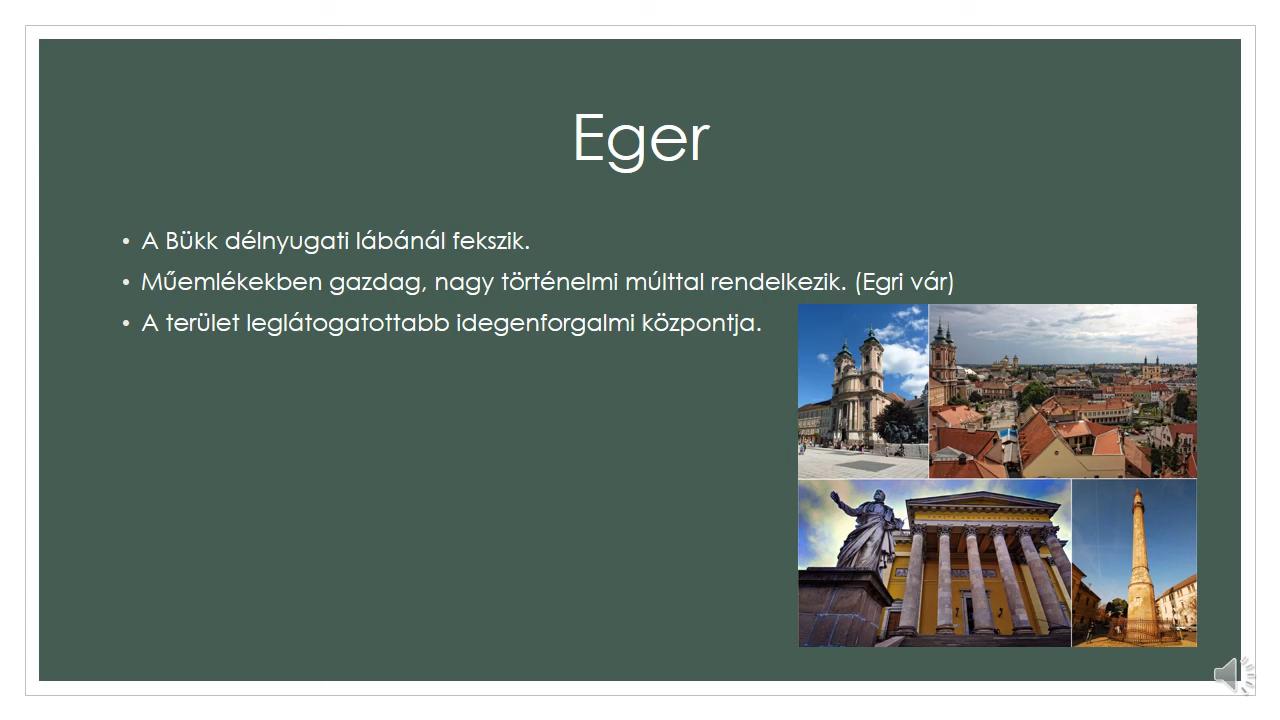 Eger
• A Bükk délnyugati lábánál fekszik.
• Műemlékekben gazdag, nagy történelmi múlttal rendelkezik. (Egri vár)
• A terület leglátogatottabb idegenforgalmi központja.